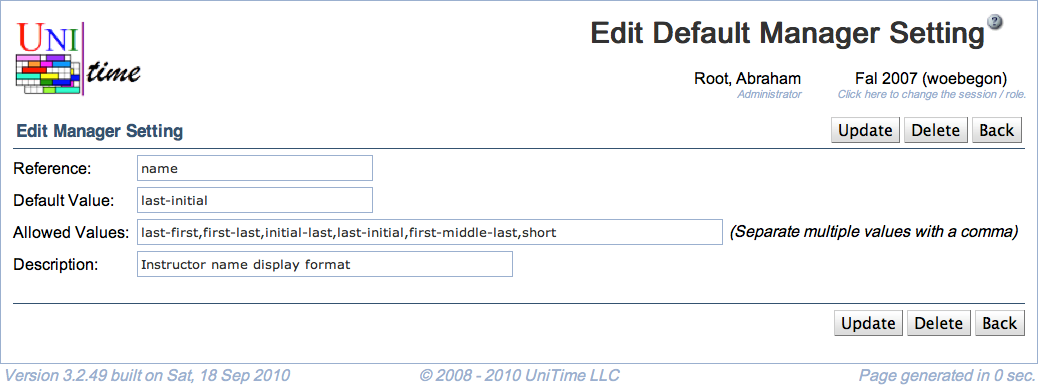 UNI
time
Edit Default Manager Setting
?
Root, Abraham
Fal 2007 (woebegon)
Administrator
Click here to change the session / role.
Edit Manager Setting
Update
Delete
Back
Reference:
name
Default Value:
last-initial
Allowed Values:
last-first,first-last,initial-last,last-initial,first-middle-last,short
(Separate multiple values with a comma)
Description:
Instructor name display format
Update
Delete
Back
Version 3.2.49 built on Sat, 18 Sep 2010
© 2008 - 2010 UniTime LLC
Page generated in 0 sec.